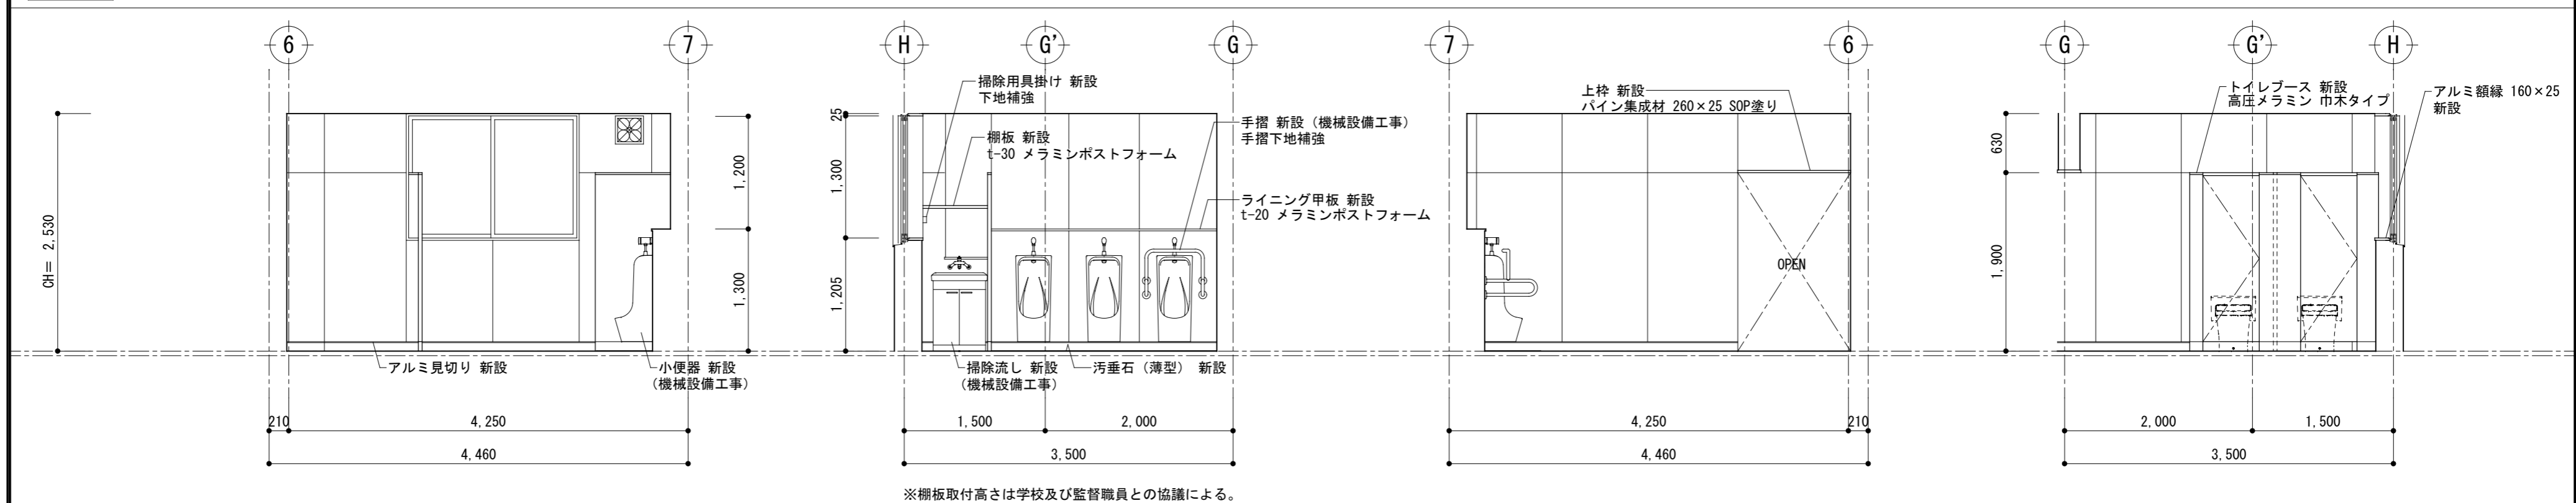 6
7
H
G'
G
7
6
G
G'
H
CH= 2,530
1,200
1,300
アルミ見切り 新設
小便器 新設
(機械設備工事)
210
4,250
4,460
25
1,300
1,205
掃除用具掛け 新設
下地補強
棚板 新設
t-30 メラミンポストフォーム
手摺 新設(機械設備工事)
手摺下地補強
ライニング甲板 新設
t-20 メラミンポストフォーム
掃除流し 新設
(機械設備工事)
汚垂石(薄型) 新設
1,500
2,000
3,500
※棚板取付高さは学校及び監督職員との協議による。
上枠 新設
パイン集成材 260×25 SOP塗り
OPEN
4,250
210
4,460
630
1,900
トイレブース 新設
高圧メラミン 巾木タイプ
アルミ額縁 160×25
新設
2,000
1,500
3,500